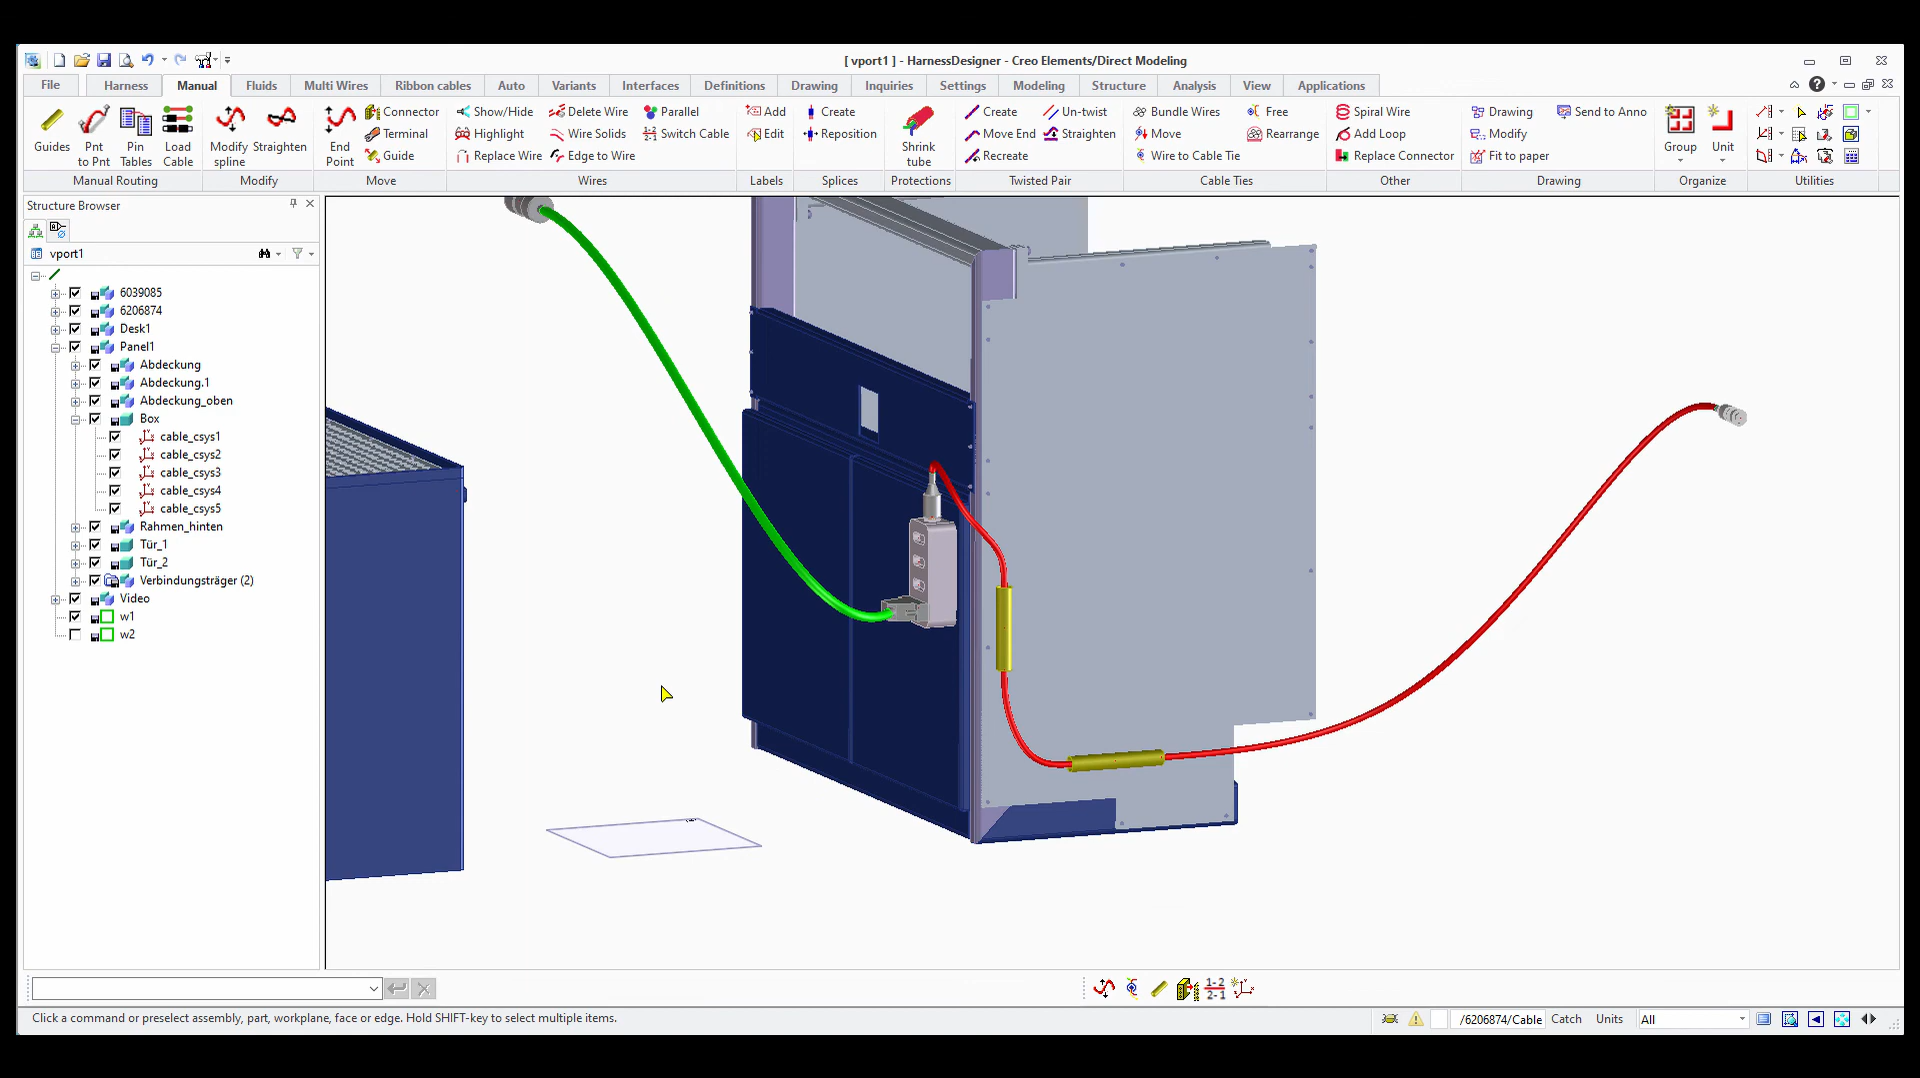 [ vport1 ] - HarnessDesigner - Creo Elements/Direct Modeling
File Harness Manual Fluids Multi Wires Ribbon cables Auto Variants Interfaces Definitions Drawing Inquiries Settings Modeling Structure Analysis View Applications
Guides
Pnt to Pnt
Pin Tables
Load Cable
Manual Routing
Modify spline
Straighten
Modify
End Point
Connector
Terminal
Guide
Move
Show/Hide Delete Wire Parallel
Highlight Wire Solids Switch Cable
Replace Wire Edge to Wire
Wires
Add
Edit
Labels
Create
Reposition
Splices
Shrink tube
Protections
Create Un-twist
Move End Straighten
Recreate
Twisted Pair
Bundle Wires Free
Move Rearrange
Wire to Cable Tie
Cable Ties
Spiral Wire
Add Loop
Replace Connector
Other
Drawing Send to Anno
Modify
Fit to paper
Drawing
Group Unit
Organize
Utilities
Structure Browser
vport1
6039085
6206874
Desk1
Panel1
Abdeckung
Abdeckung.1
Abdeckung_oben
Box
cable_csys1
cable_csys2
cable_csys3
cable_csys4
cable_csys5
Rahmen_hinten
Tür_1
Tür_2
Verbindungsträger (2)
Video
w1
w2
1-2
2-1
Click a command or preselect assembly, part, workplane, face or edge. Hold SHIFT-key to select multiple items.
/6206874/Cable Catch Units All